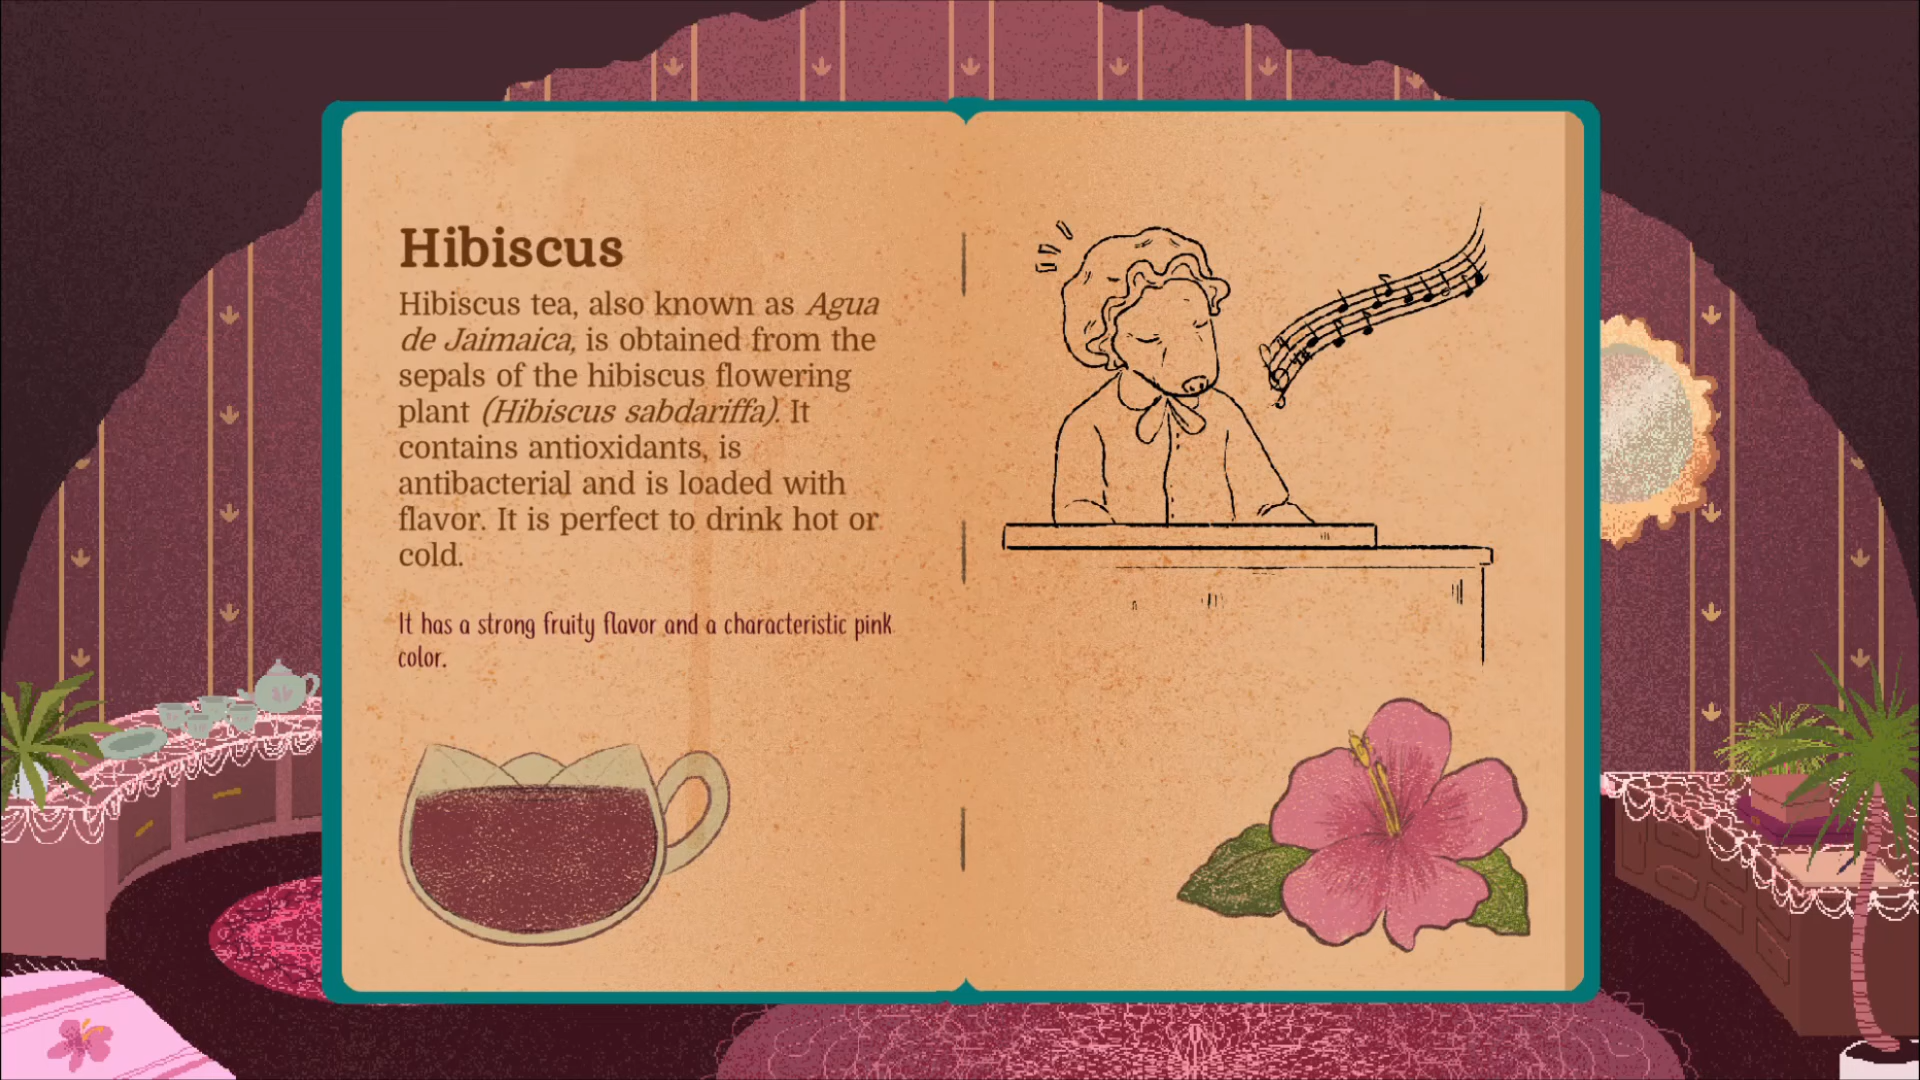 Hibiscus
Hibiscus tea, also known as Agua
de Jaimaica, is obtained from the
sepals of the hibiscus flowering
plant (Hibiscus sabdariffa). It
contains antioxidants, is
antibacterial and is loaded with
flavor. It is perfect to drink hot or
cold.
It has a strong fruity flavor and a characteristic pink
color.